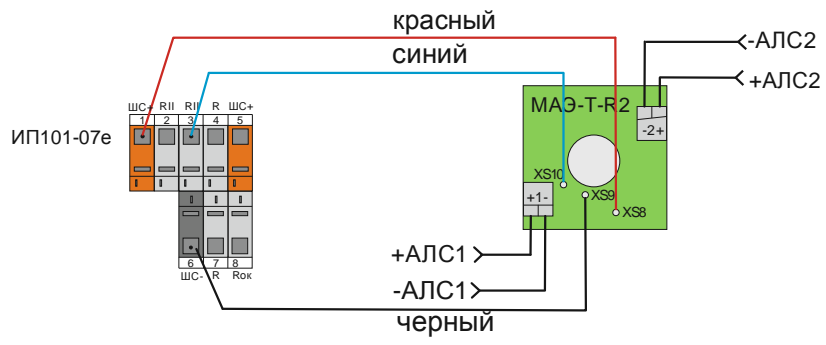 красный
синий
-АЛС2
+АЛС2
ШС+ RII RII R ШС+
1 2 3 4 5
ИП101-07е
МАЭ-Т-R2
-2+
XS10
+1-
XS9
XS8
+АЛС1
-АЛС1
6 7 8
ШС- R Rок
черный